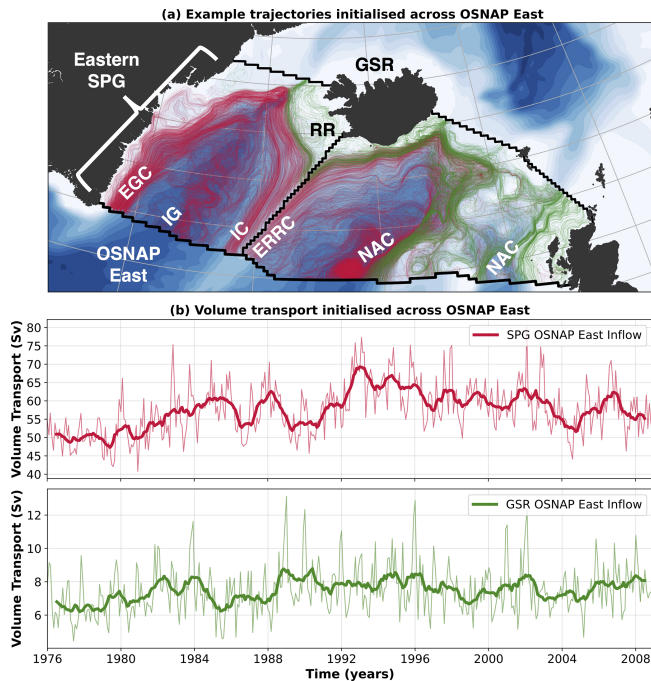 (a) Example trajectories initialised across OSNAP East
Eastern
SPG
GSR
RR
EGC
IG
IC
ERRC
NAC
NAC
OSNAP
East
(b) Volume transport initialised across OSNAP East
Volume Transport (Sv)
80
75
70
65
60
55
50
45
40
SPG OSNAP East Inflow
Volume Transport (Sv)
12
10
8
6
GSR OSNAP East Inflow
1976 1980 1984 1988 1992 1996 2000 2004 2008
Time (years)